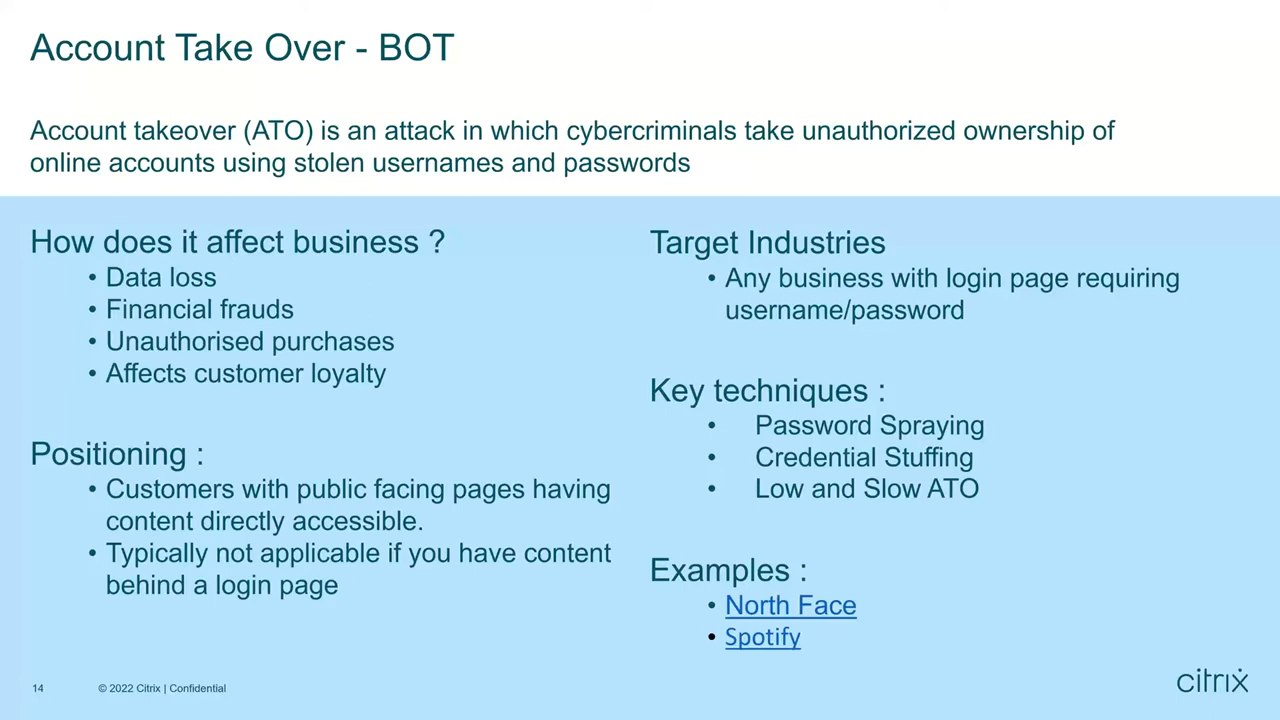 Account Take Over - BOT
Account takeover (ATO) is an attack in which cybercriminals take unauthorized ownership of
online accounts using stolen usernames and passwords
How does it affect business ?
• Data loss
• Financial frauds
• Unauthorised purchases
• Affects customer loyalty
Positioning :
• Customers with public facing pages having
content directly accessible.
• Typically not applicable if you have content
behind a login page
Target Industries
• Any business with login page requiring
username/password
Key techniques :
• Password Spraying
• Credential Stuffing
• Low and Slow ATO
Examples :
• North Face
• Spotify
14 © 2022 Citrix | Confidential
citrix